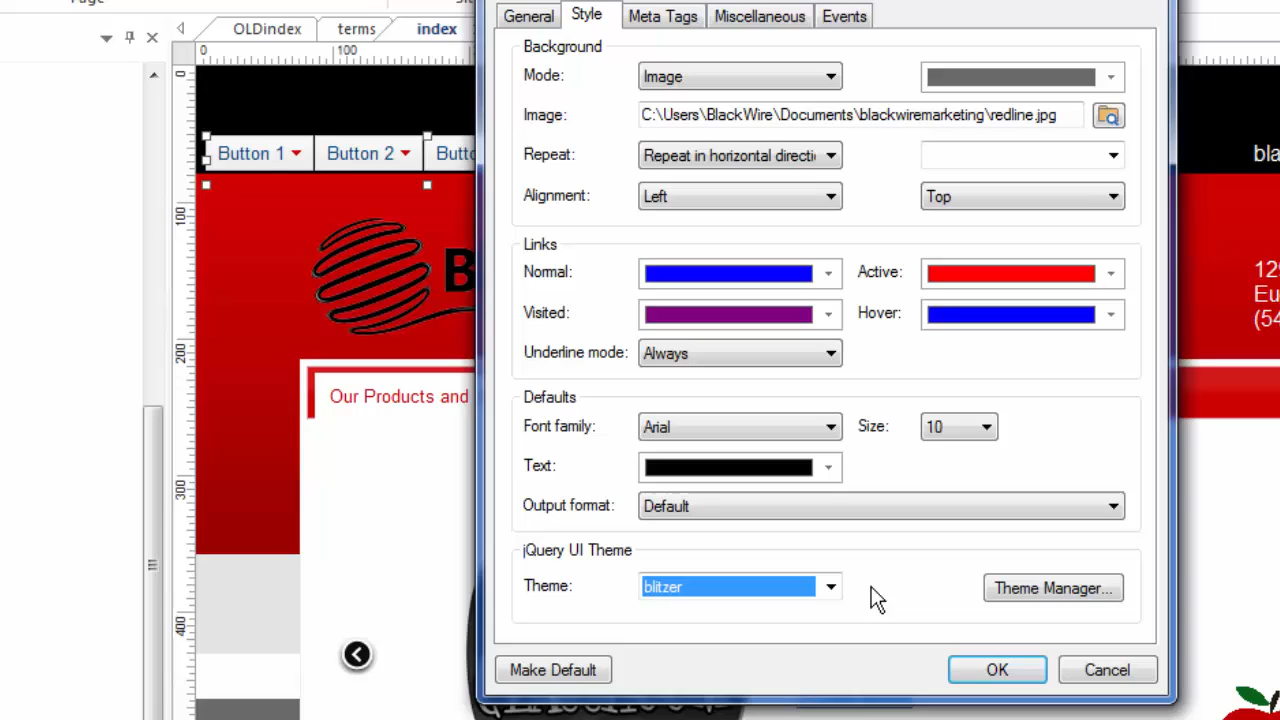 OLDindex terms index
General Style Meta Tags Miscellaneous Events
0 100
Background
Mode: Image
Image: C:\Users\BlackWire\Documents\blackwiremarketing\redline.jpg
Repeat: Repeat in horizontal directi
Alignment: Left Top
Button 1 Button 2 Butto
bla
Links
Normal: Active:
Visited: Hover:
Underline mode: Always
Defaults
Font family: Arial Size: 10
Text:
Output format: Default
jQuery UI Theme
Theme: blitzer Theme Manager...
Make Default OK Cancel
0
100
200
300
400
B
Our Products and
129
Eu
(54